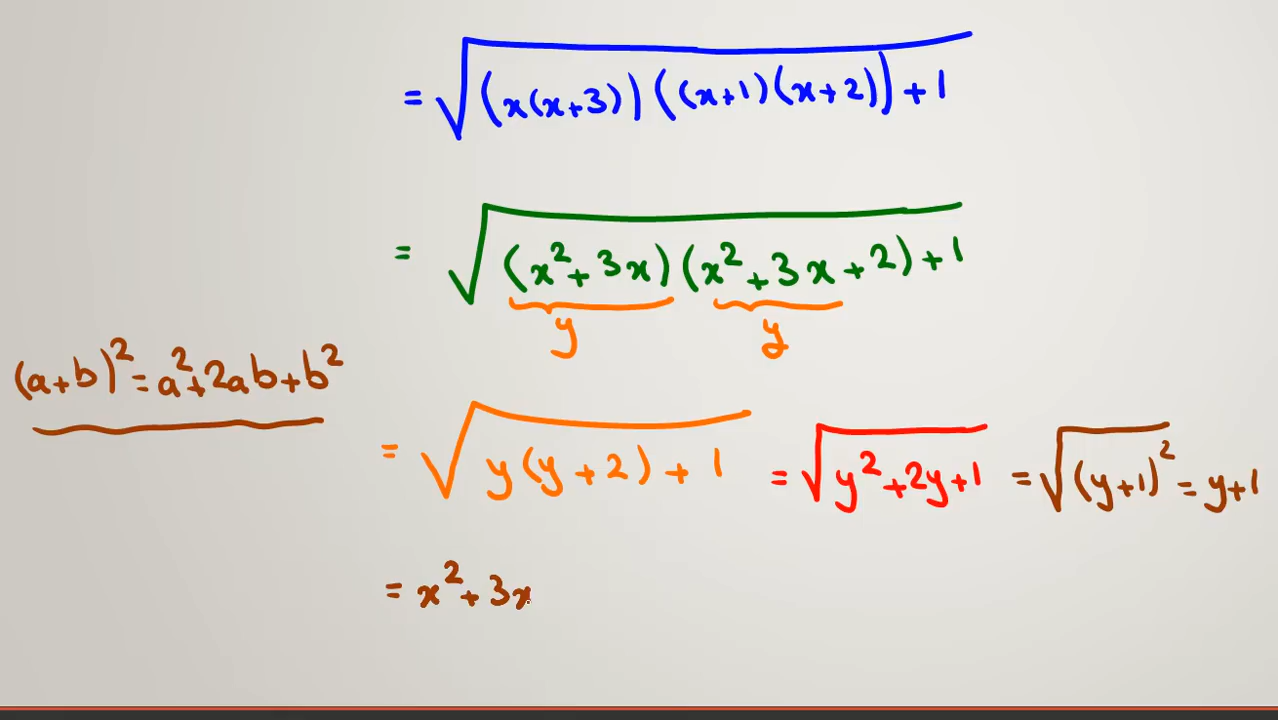 = √((x(x+3))((x+1)(x+2))+1
= √(x²+3x)(x²+3x+2)+1
y y
(a+b)²=a²+2ab+b²
= √y(y+2)+1 = √y²+2y+1 = √(y+1)² = y+1
= x²+3x